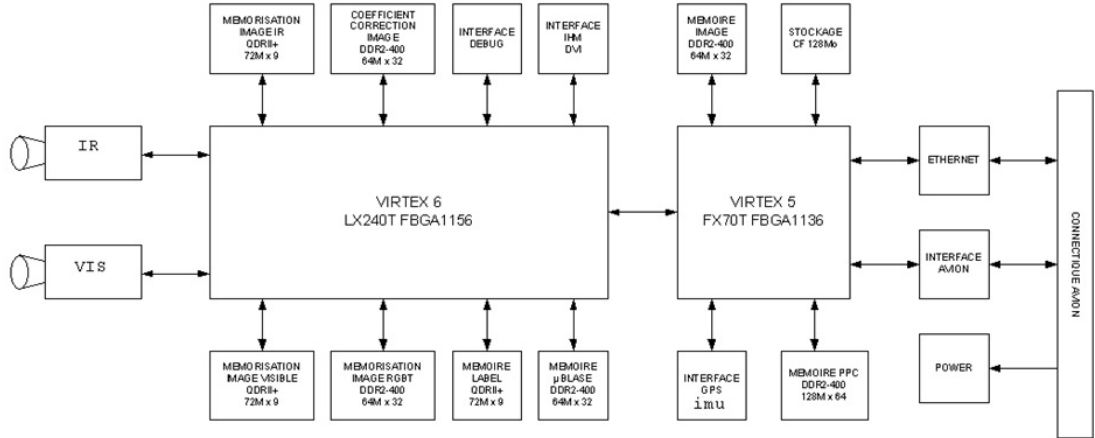 MEMORISATION
IMAGE IR
QDRII+
72M x 9
COEFFICIENT
CORRECTION
IMAGE
DDR2-400
64M x 32
INTERFACE
DEBUG
INTERFACE
IHM
DVI
MEMOIRE
IMAGE
DDR2-400
64M x 32
STOCKAGE
CF 128Mo
IR
VIS
VIRTEX 6
LX240T FBGA1156
VIRTEX 5
FX70T FBGA1136
ETHERNET
INTERFACE
AVION
POWER
CONNECTIQUE AVION
MEMORISATION
IMAGE VISIBLE
QDRII+
72M x 9
MEMORISATION
IMAGE RGBT
DDR2-400
64M x 32
MEMOIRE
LABEL
QDRII+
72M x 9
MEMOIRE
µBLASE
DDR2-400
64M x 32
INTERFACE
GPS
imu
MEMOIRE PPC
DDR2-400
128M x 64